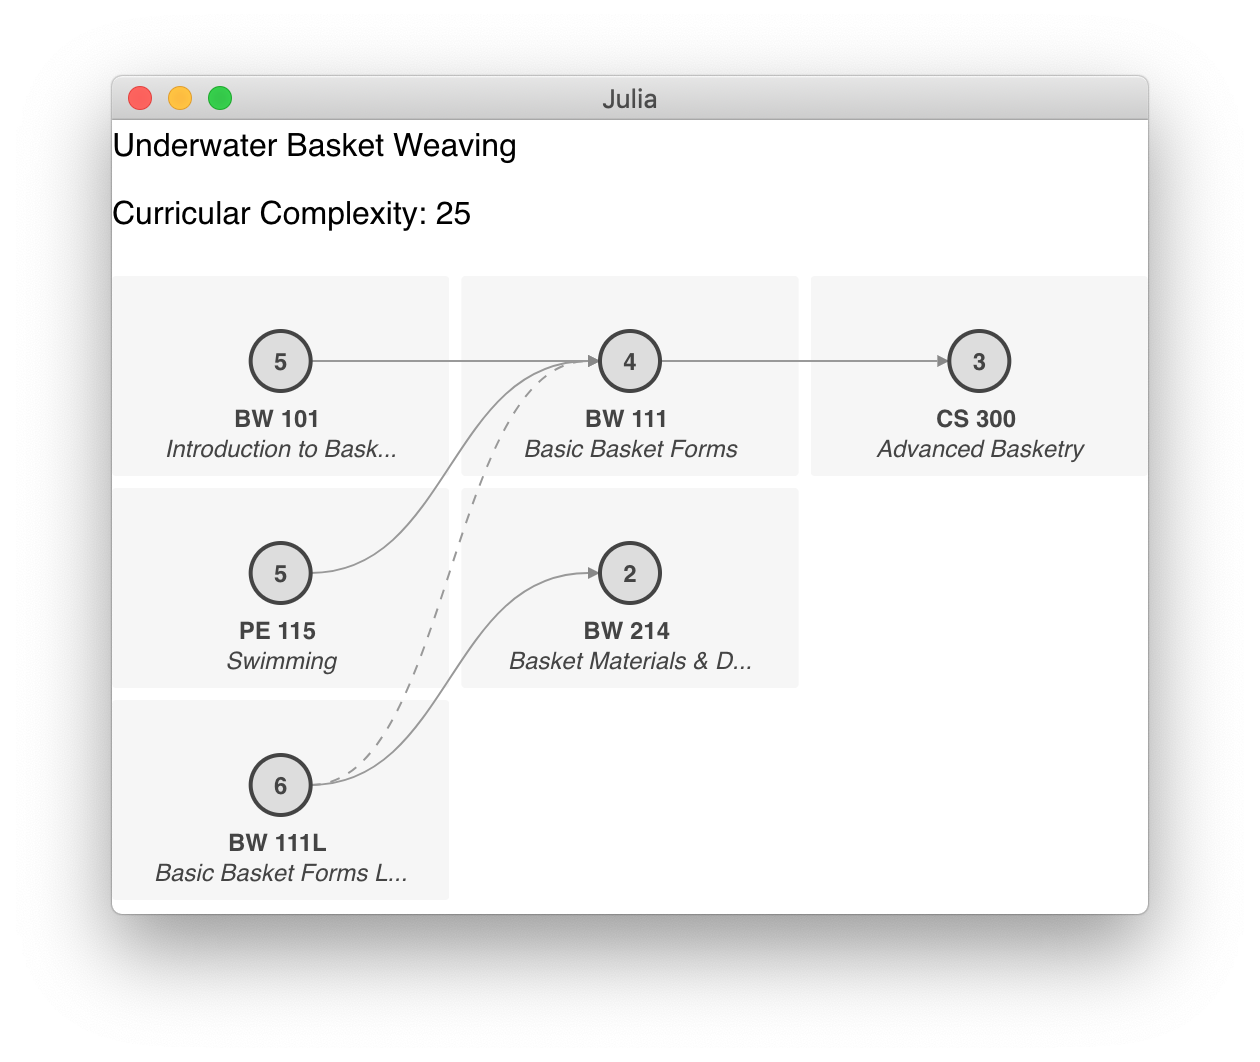 Julia
Underwater Basket Weaving
Curricular Complexity: 25
5
BW 101
Introduction to Bask...
4
BW 111
Basic Basket Forms
3
CS 300
Advanced Basketry
5
PE 115
Swimming
2
BW 214
Basket Materials & D...
6
BW 111L
Basic Basket Forms L...